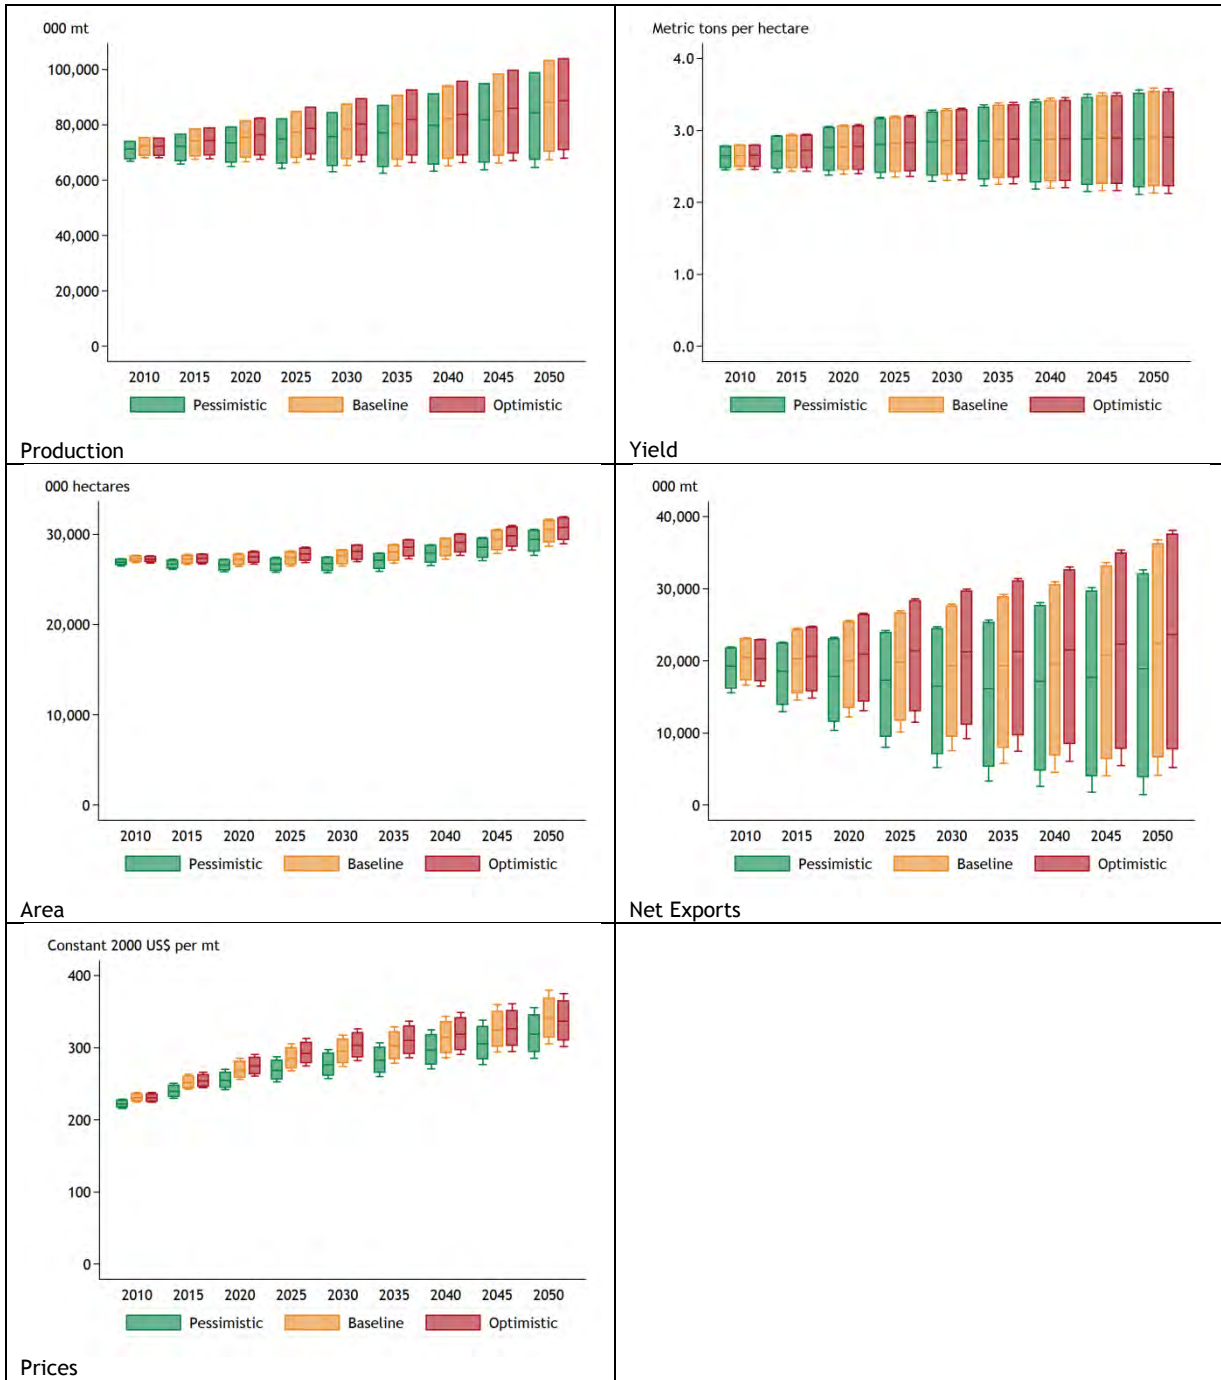 000 mt
100,000
80,000
60,000
40,000
20,000
0
2010 2015 2020 2025 2030 2035 2040 2045 2050
Pessimistic Baseline Optimistic
Production
Metric tons per hectare
4.0
3.0
2.0
1.0
0.0
2010 2015 2020 2025 2030 2035 2040 2045 2050
Pessimistic Baseline Optimistic
Yield
000 hectares
30,000
20,000
10,000
0
2010 2015 2020 2025 2030 2035 2040 2045 2050
Pessimistic Baseline Optimistic
Area
000 mt
40,000
30,000
20,000
10,000
0
2010 2015 2020 2025 2030 2035 2040 2045 2050
Pessimistic Baseline Optimistic
Net Exports
Constant 2000 US$ per mt
400
300
200
100
0
2010 2015 2020 2025 2030 2035 2040 2045 2050
Pessimistic Baseline Optimistic
Prices